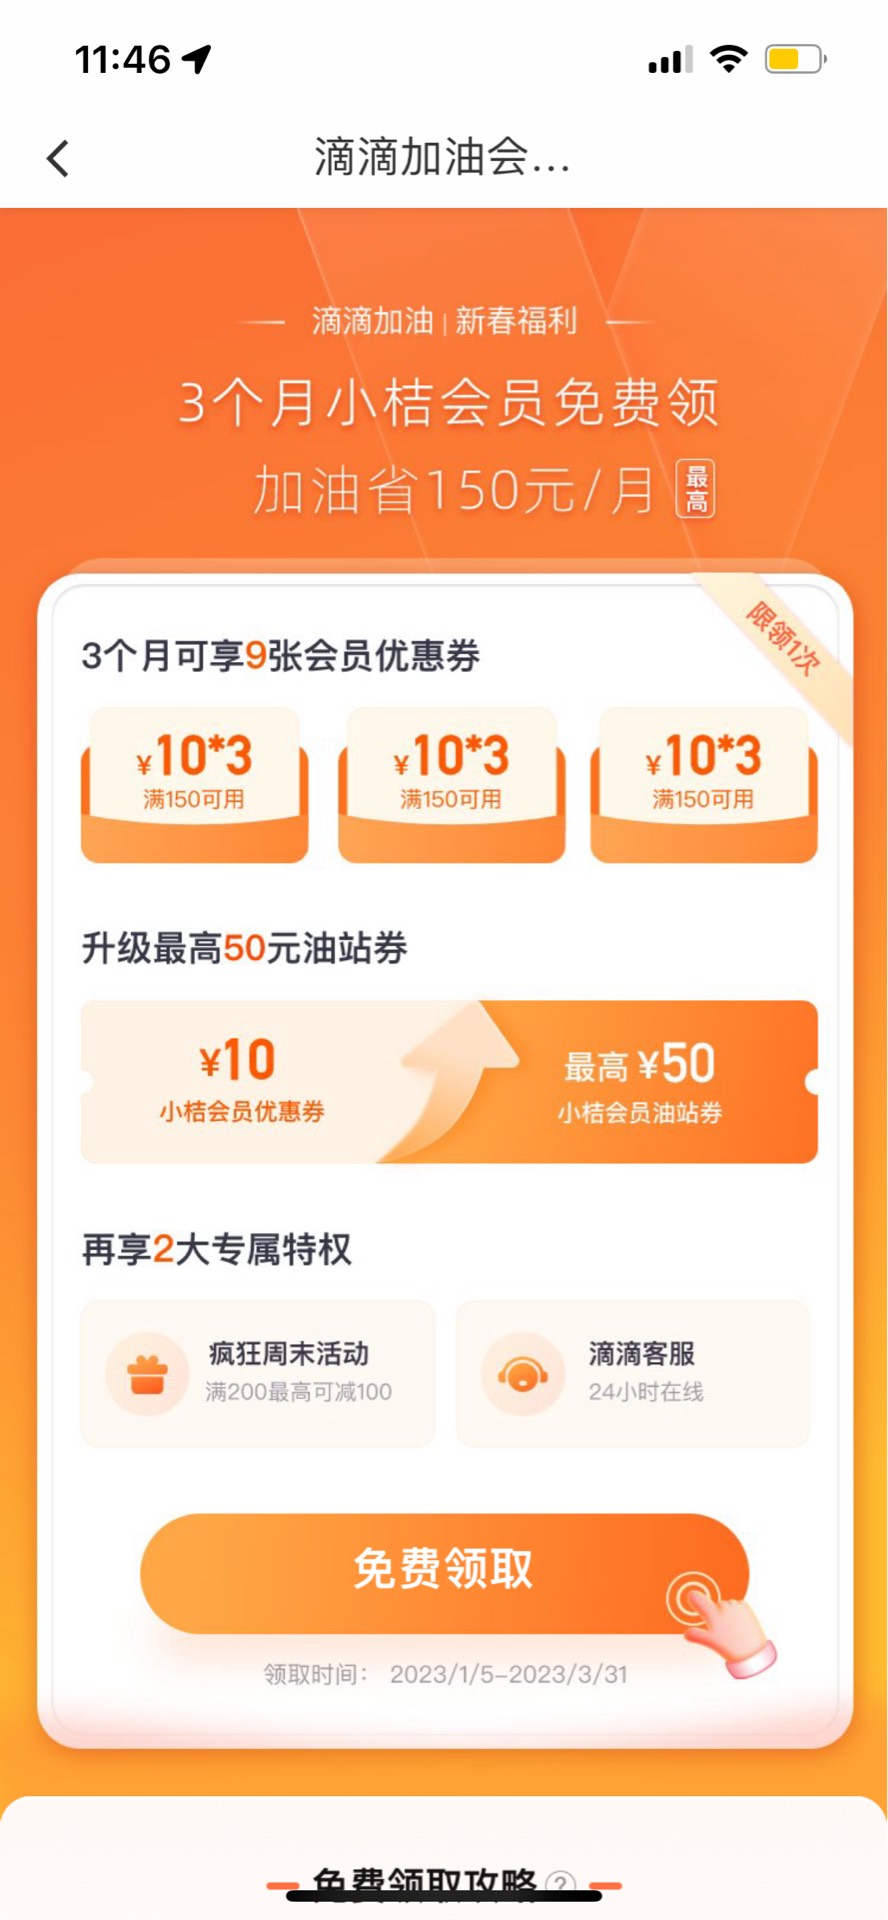 11:46
滴滴加油会...
滴滴加油|新春福利
3个月小桔会员免费领
加油省150元/月 最高
限领1次
3个月可享9张会员优惠券
¥10*3 ¥10*3 ¥10*3
满150可用 满150可用 满150可用
升级最高50元油站券
¥10 最高¥50
小桔会员优惠券 小桔会员油站券
再享2大专属特权
疯狂周末活动 滴滴客服
满200最高可减100 24小时在线
免费领取
领取时间： 2023/1/5-2023/3/31
免费领取攻略 ?